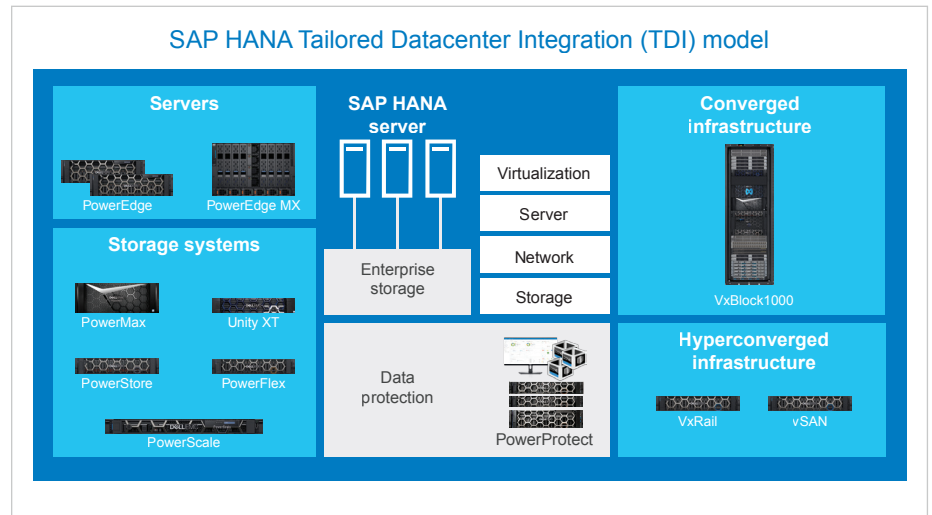 SAP HANA Tailored Datacenter Integration (TDI) model
Servers
PowerEdge
PowerEdge MX
Storage systems
PowerMax
Unity XT
PowerStore
PowerFlex
DELL
PowerScale
SAP HANA
server
Enterprise
storage
Virtualization
Server
Network
Storage
Data
protection
PowerProtect
Converged
infrastructure
VxBlock1000
Hyperconverged
infrastructure
VxRail
vSAN